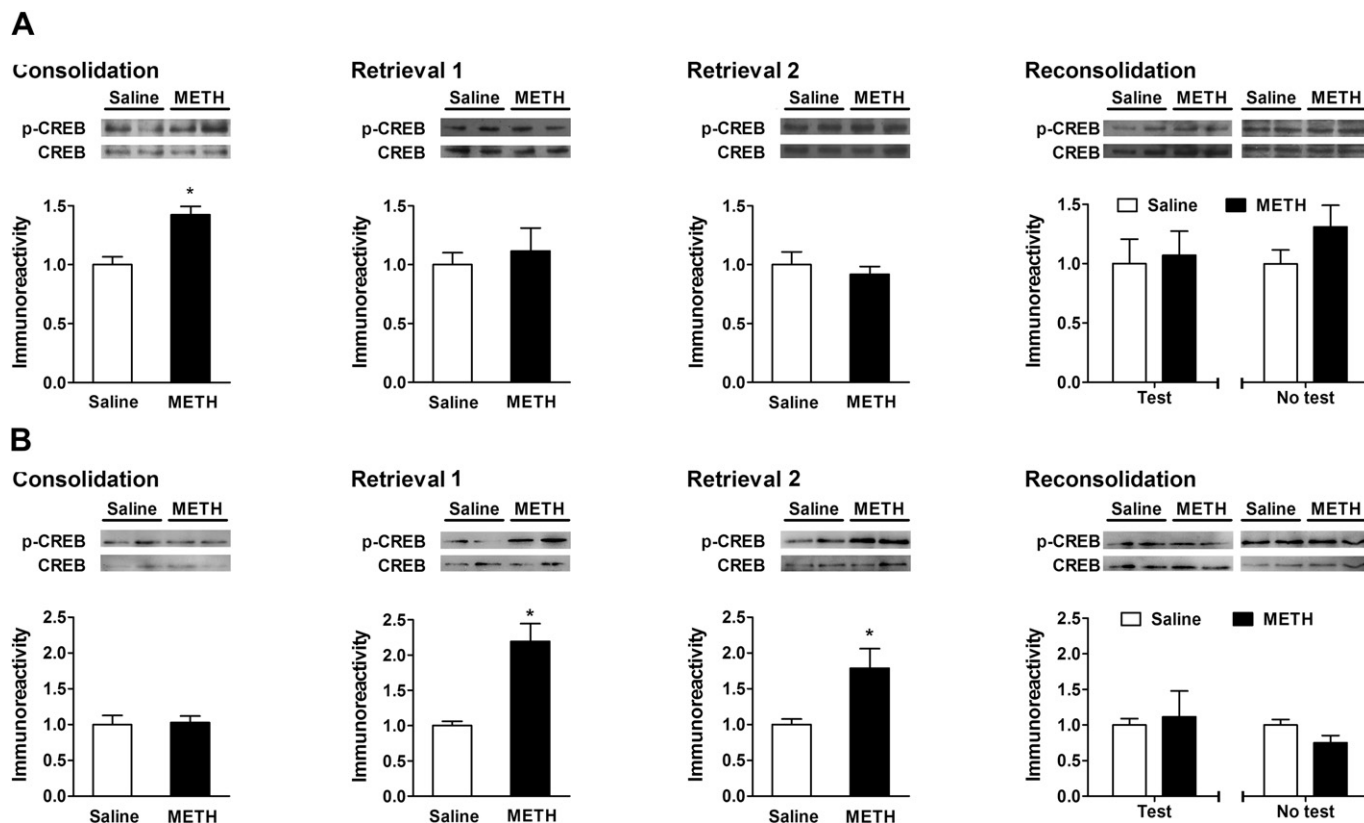 A
Consolidation Retrieval 1 Retrieval 2 Reconsolidation
Saline METH Saline METH Saline METH Saline METH Saline METH
p-CREB p-CREB p-CREB p-CREB
CREB CREB CREB CREB
*
Immunoreactivity 1.5 1.0 0.5 0.0 Saline METH
Immunoreactivity 1.5 1.0 0.5 0.0 Saline METH
Immunoreactivity 1.5 1.0 0.5 0.0 Saline METH
Immunoreactivity 1.5 1.0 0.5 0.0 Saline METH Test No test
B
Consolidation Retrieval 1 Retrieval 2 Reconsolidation
Saline METH Saline METH Saline METH Saline METH Saline METH
p-CREB p-CREB p-CREB p-CREB
CREB CREB CREB CREB
Immunoreactivity 2.5 2.0 1.5 1.0 0.5 0.0 Saline METH
Immunoreactivity 2.5 2.0 1.5 1.0 0.5 0.0 * Saline METH
Immunoreactivity 2.5 2.0 1.5 1.0 0.5 0.0 * Saline METH
Immunoreactivity 2.5 2.0 1.5 1.0 0.5 0.0 Saline METH Test No test